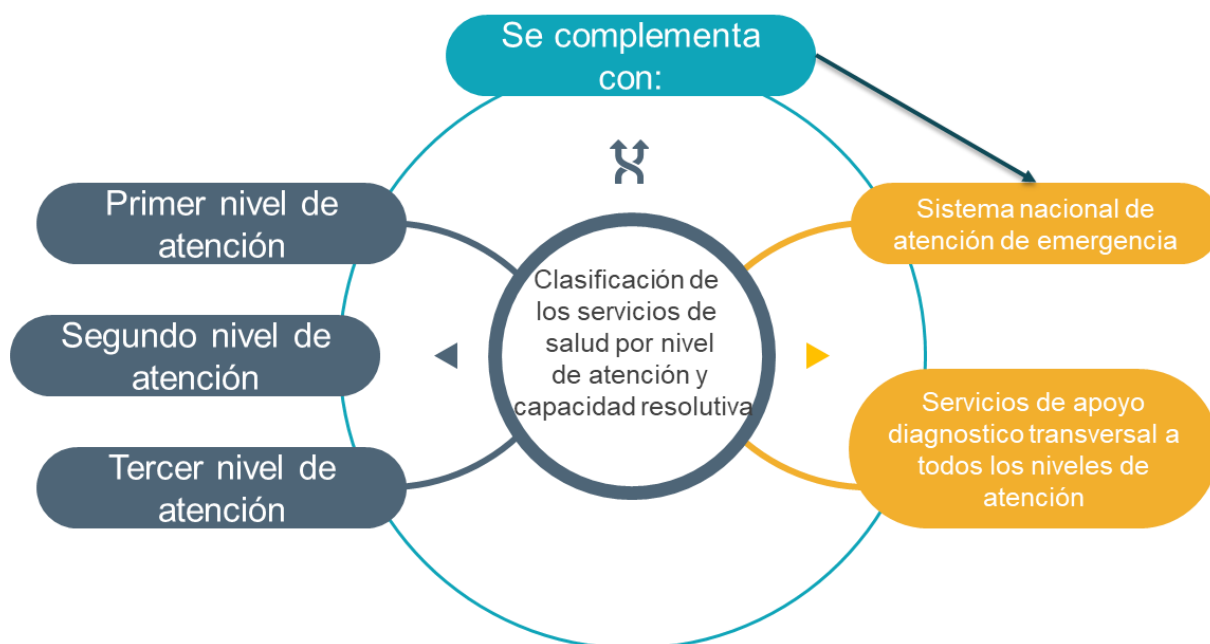 Se complementa
con:
Primer nivel de
atención
Segundo nivel de
atención
Tercer nivel de
atención
Clasificación de
los servicios de
salud por nivel
de atención y
capacidad resolutiva
Sistema nacional de
atención de emergencia
Servicios de apoyo
diagnostico transversal a
todos los niveles de
atención